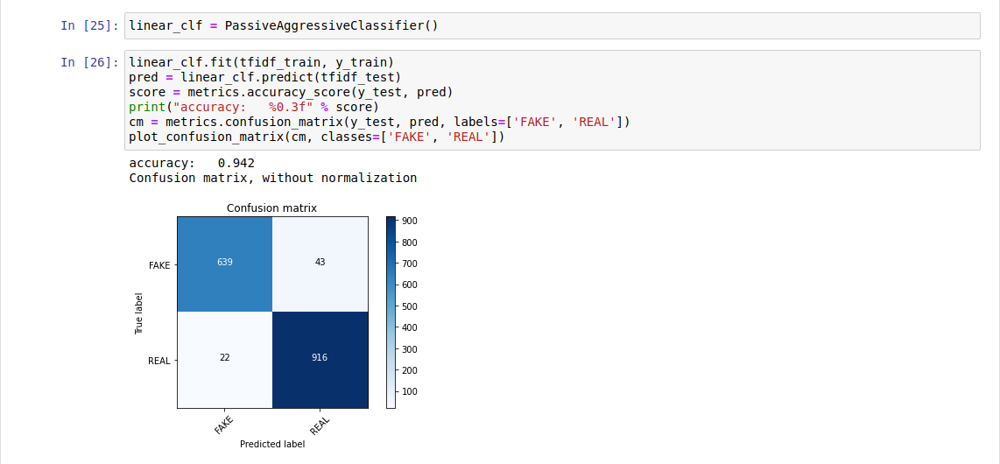 In [25]: linear_clf = PassiveAggressiveClassifier()
In [26]: linear_clf.fit(tfidf_train, y_train)
pred = linear_clf.predict(tfidf_test)
score = metrics.accuracy_score(y_test, pred)
print("accuracy:   %0.3f" % score)
cm = metrics.confusion_matrix(y_test, pred, labels=['FAKE', 'REAL'])
plot_confusion_matrix(cm, classes=['FAKE', 'REAL'])
accuracy:   0.942
Confusion matrix, without normalization
Confusion matrix
True label
FAKE
639
43
REAL
22
916
FAKE
REAL
Predicted label
900
800
700
600
500
400
300
200
100